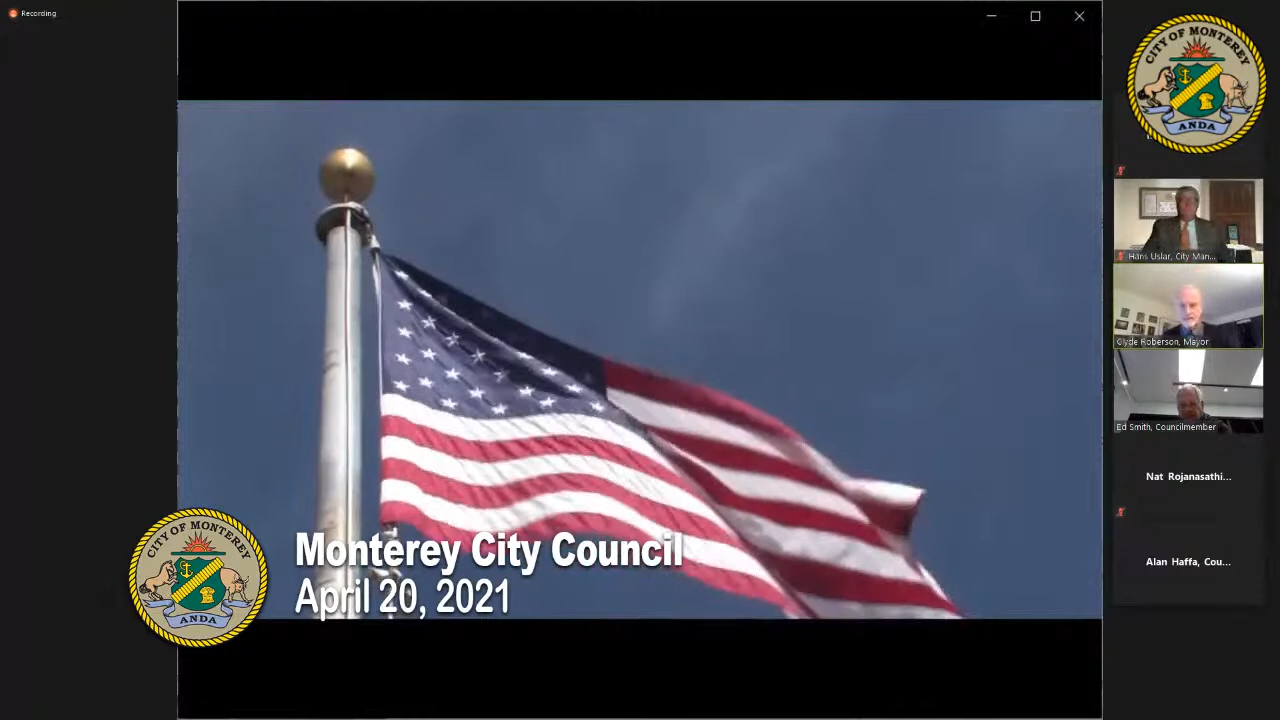 Recording
CITY OF MONTEREY
ANDA
Hans Uslar, City Man...
Clyde Roberson, Mayor
Ed Smith, Councilmember
Nat Rojanasathi...
Alan Haffa, Cou...
CITY OF MONTEREY
ANDA
Monterey City Council
April 20, 2021